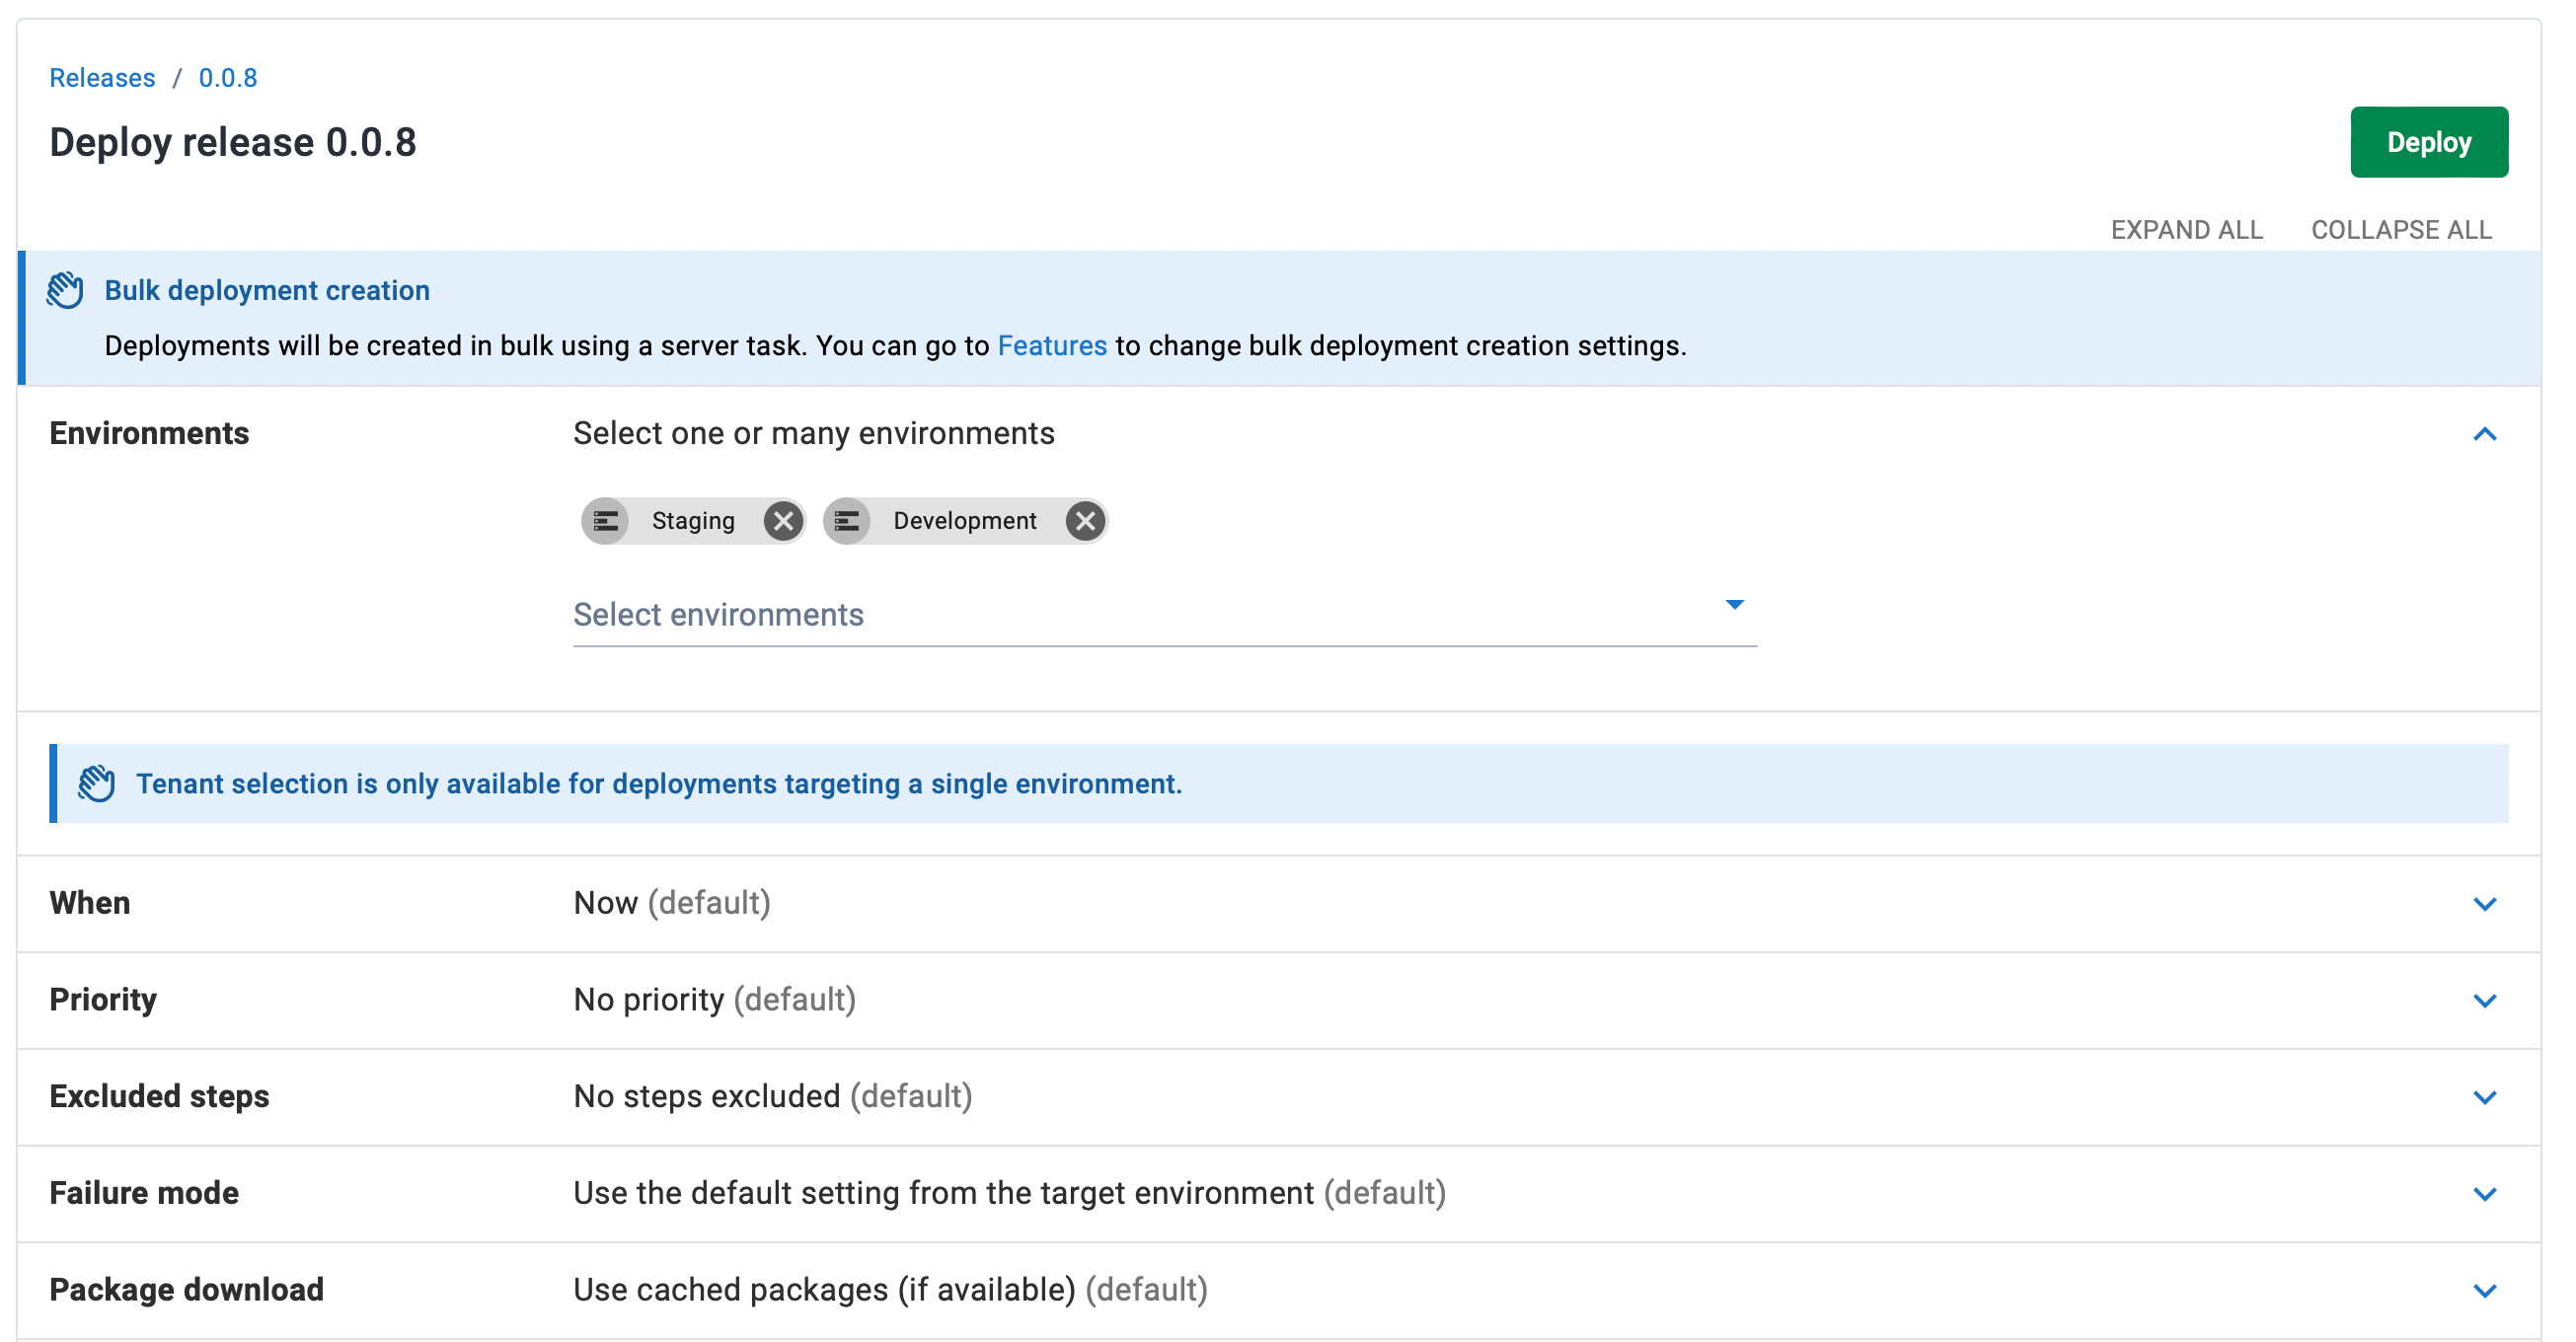 Releases / 0.0.8
Deploy release 0.0.8
Deploy
EXPAND ALL COLLAPSE ALL
Bulk deployment creation
Deployments will be created in bulk using a server task. You can go to Features to change bulk deployment creation settings.
Environments Select one or many environments
Staging Development
Select environments
Tenant selection is only available for deployments targeting a single environment.
When Now (default)
Priority No priority (default)
Excluded steps No steps excluded (default)
Failure mode Use the default setting from the target environment (default)
Package download Use cached packages (if available) (default)